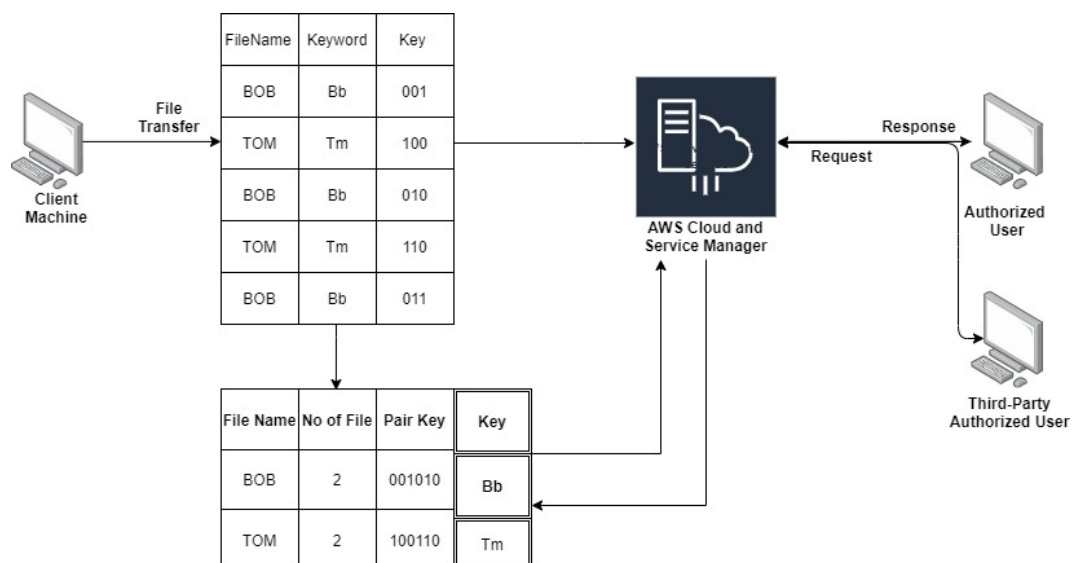 FileName Keyword Key
BOB Bb 001
TOM Tm 100
BOB Bb 010
TOM Tm 110
BOB Bb 011
File
Transfer
Client
Machine
AWS Cloud and
Service Manager
Response
Request
Authorized
User
Third-Party
Authorized User
File Name No of File Pair Key Key
BOB 2 001010 Bb
TOM 2 100110 Tm